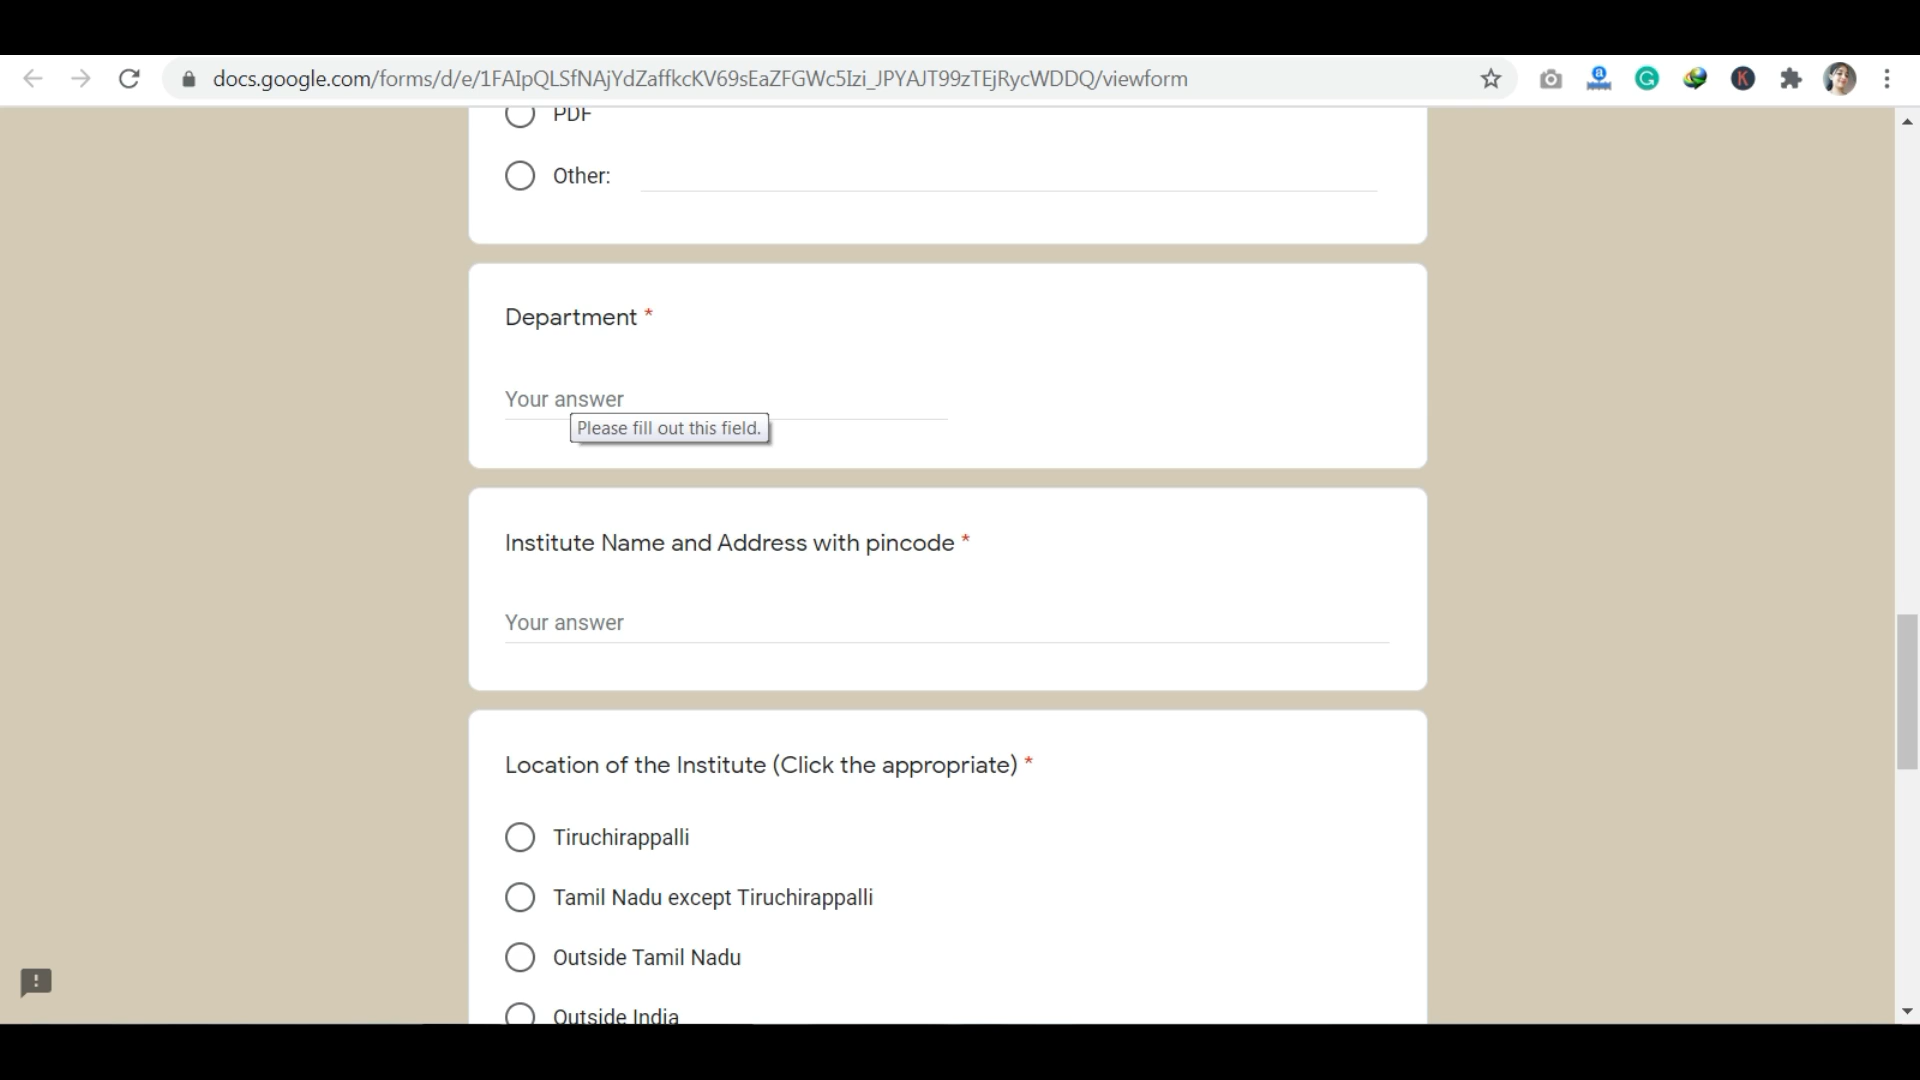 docs.google.com/forms/d/e/1FAIpQLSfNAjYdZaffkcKV69sEaZFGWc5Izi_JPYAJT99zTEjRycWDDQ/viewform
PDF
Other:
Department *
Your answer
Please fill out this field.
Institute Name and Address with pincode *
Your answer
Location of the Institute (Click the appropriate) *
Tiruchirappalli
Tamil Nadu except Tiruchirappalli
Outside Tamil Nadu
Outside India